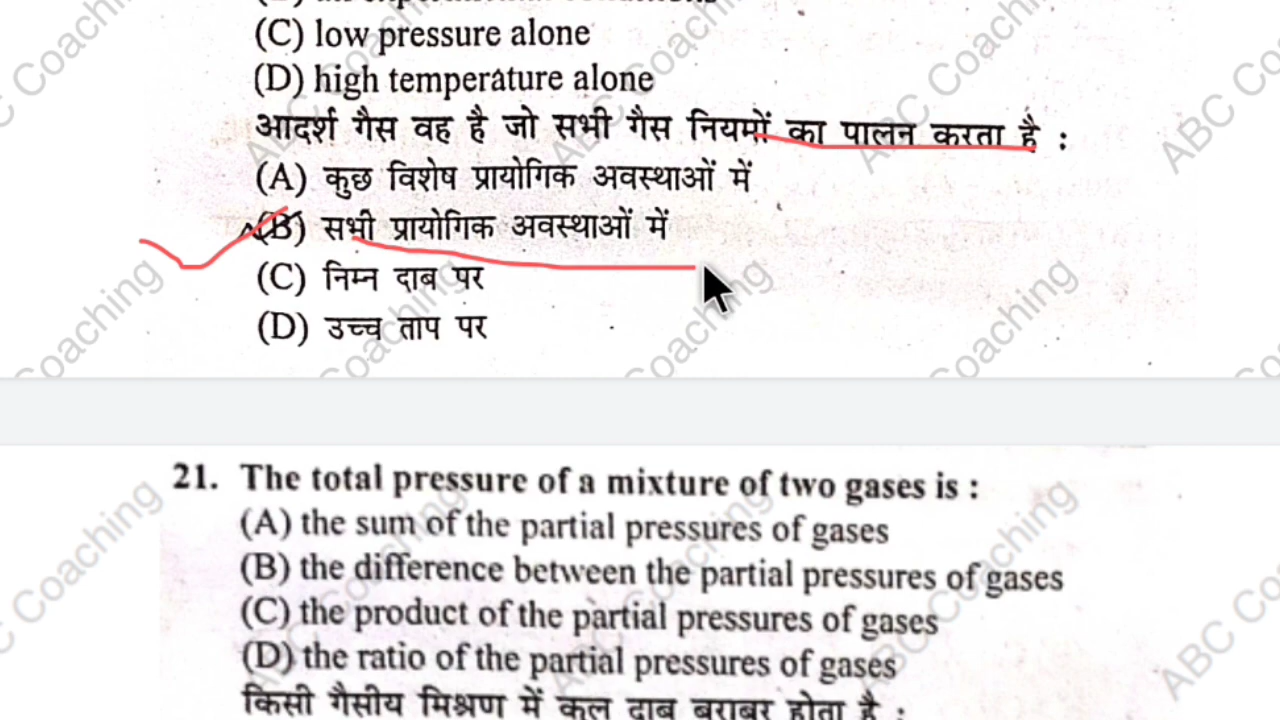 (C) low pressure alone
(D) high temperature alone
आदर्श गैस वह है जो सभी गैस नियमों का पालन करता है :
(A) कुछ विशेष प्रायोगिक अवस्थाओं में
(B) सभी प्रायोगिक अवस्थाओं में
(C) निम्न दाब पर
(D) उच्च ताप पर
21. The total pressure of a mixture of two gases is :
(A) the sum of the partial pressures of gases
(B) the difference between the partial pressures of gases
(C) the product of the partial pressures of gases
(D) the ratio of the partial pressures of gases
किसी गैसीय मिश्रण में कुल दाब बराबर होता है :
ABC Coaching